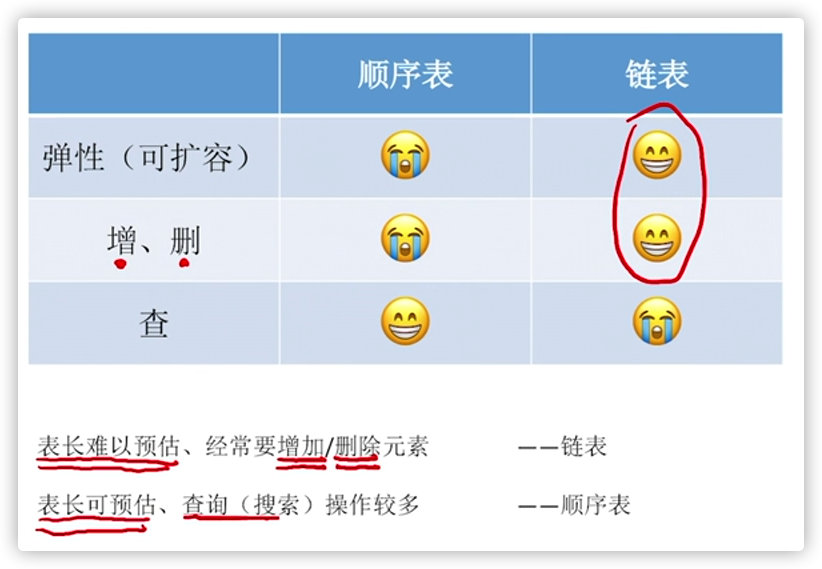 顺序表 链表
弹性（可扩容） 😭 😁
增、删 😭 😁
查 😁 😭
表长难以预估、经常要增加/删除元素 ——链表
表长可预估、查询（搜索）操作较多 ——顺序表